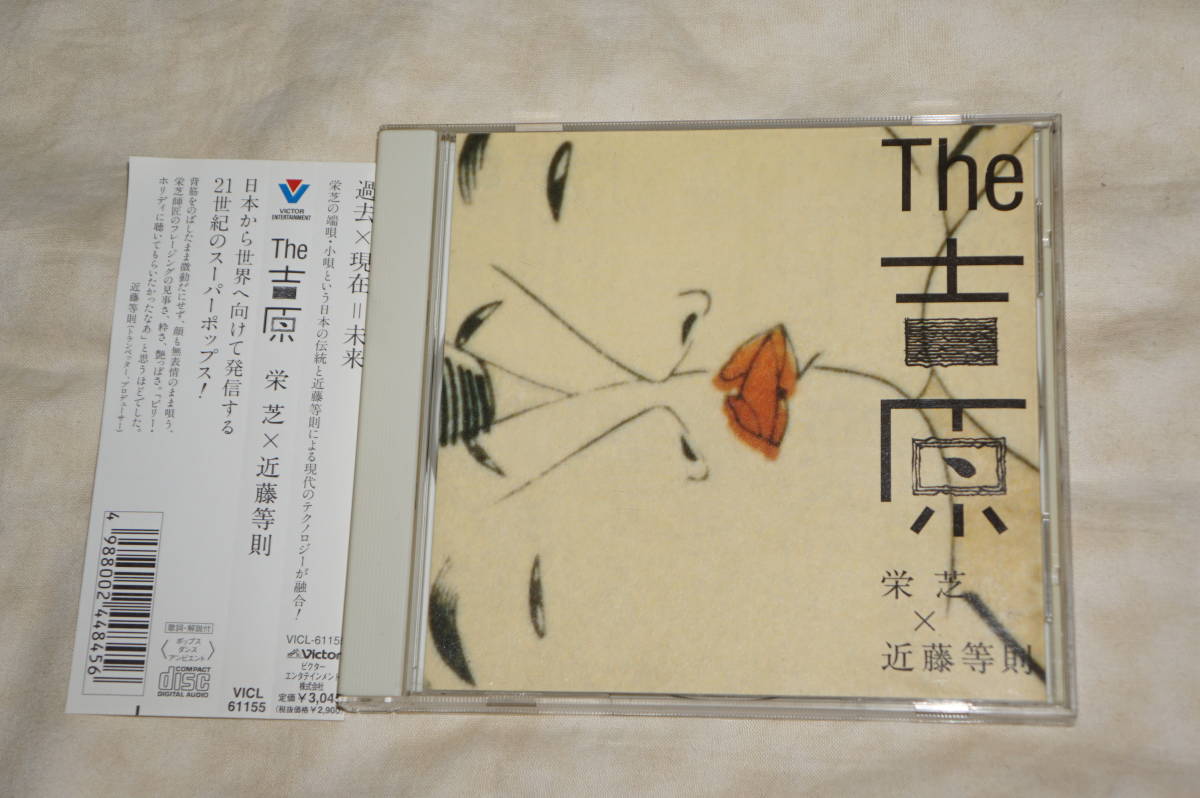 過去×現在＝未来
栄芝の端唄・小唄という日本の伝統と近藤等則による現代のテクノロジーが融合!
VICTOR
ENTERTAINMENT
The
吉原
栄芝×近藤等則
日本から世界へ向けて発信する
21世紀のスーパーポップス!
背筋をのばしたまま微動だにせず、顔も無表情のまま唄う、
栄芝師匠のフレージングの見事さ、粋さ、艶っぽさ。「ビリー・
ホリディに聴いてもらいたかったなあ」と思うほどでした。
近藤等則(トランペッター、プロデューサー)
4 988002 448456
歌詞・解説付
ポップス
ダンス
アンビエント
COMPACT
disc
DIGITAL AUDIO
VICL
61155
VICL-6115
Victor
ビクター
エンタテインメント
株式会社
定価￥3,045
(税抜価格￥2,900
The
吉原
栄芝
×
近藤等則